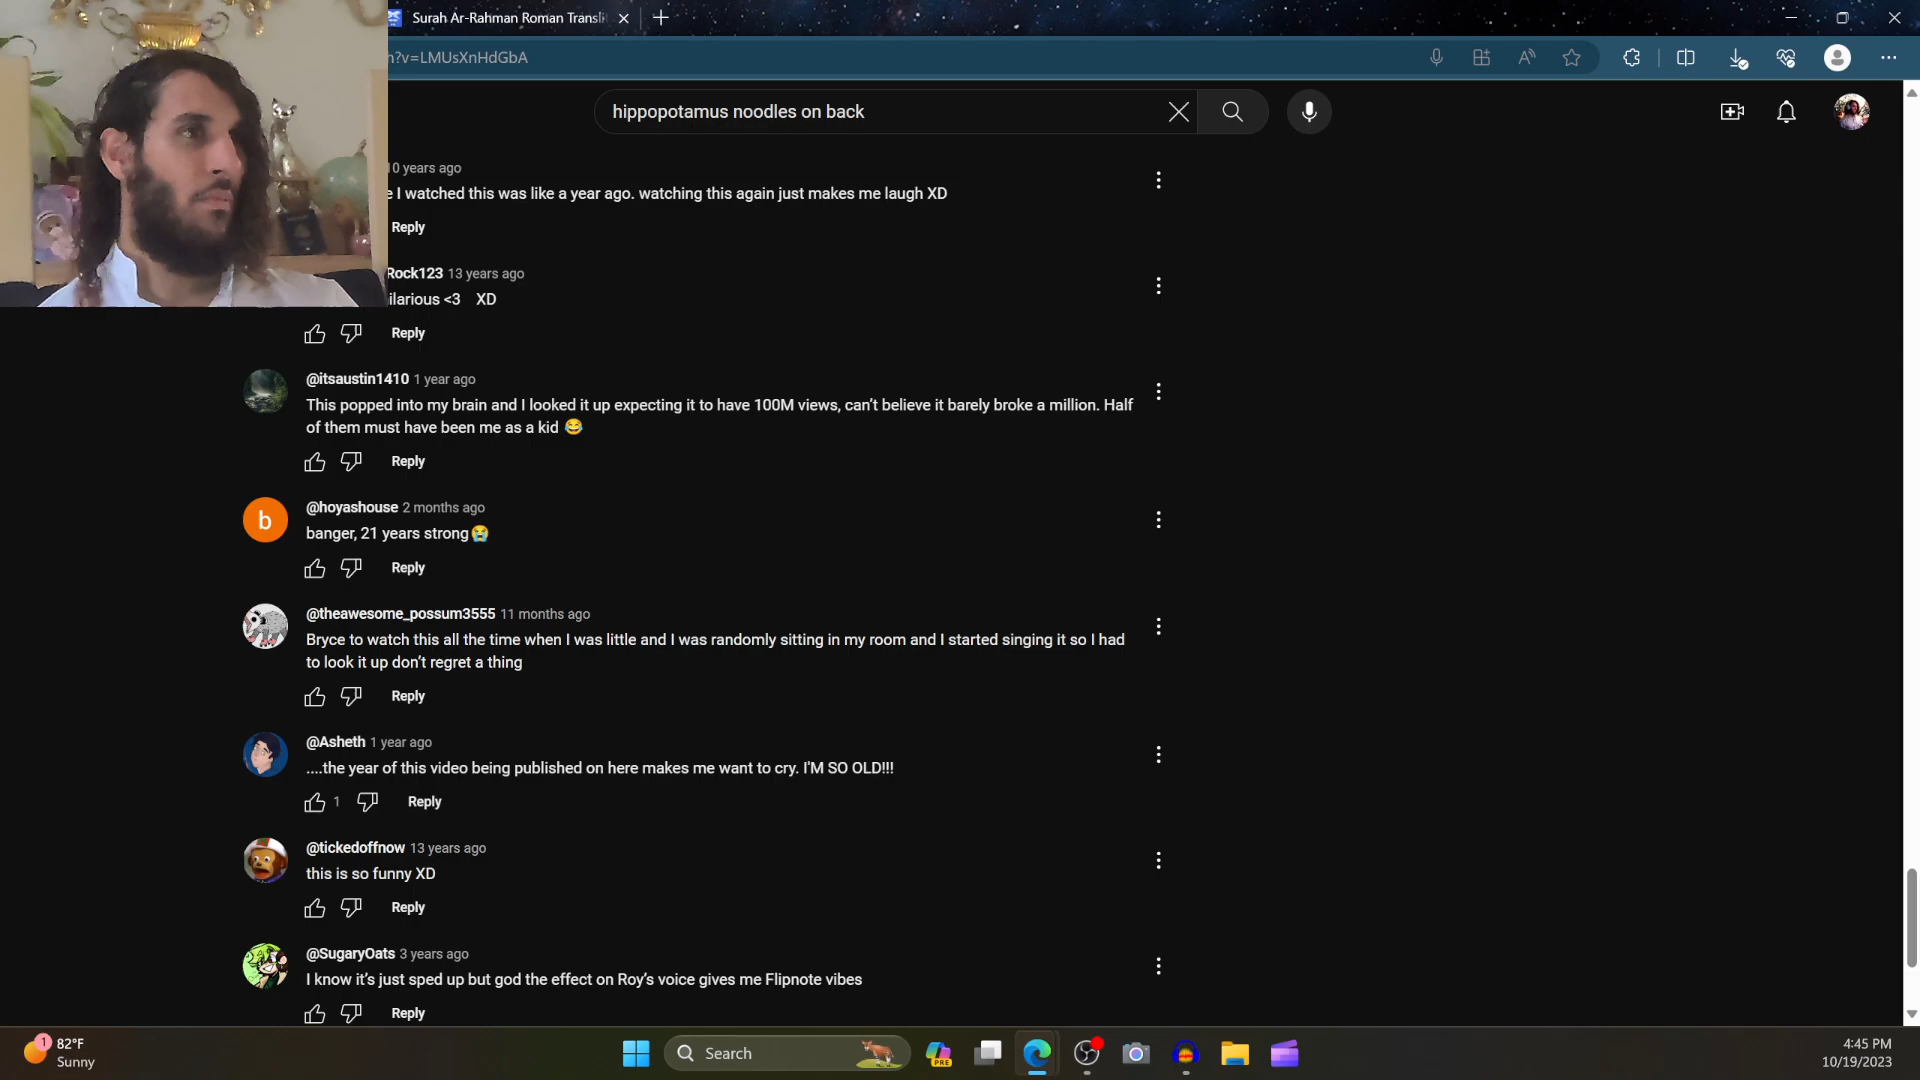 Surah Ar-Rahman Roman Transli
?v=LMUsXnHdGbA
hippopotamus noodles on back
10 years ago
I watched this was like a year ago. watching this again just makes me laugh XD
Reply
Rock123 13 years ago
ilarious <3 XD
Reply
@itsaustin1410 1 year ago
This popped into my brain and I looked it up expecting it to have 100M views, can't believe it barely broke a million. Half
of them must have been me as a kid 😂
Reply
b
@hoyashouse 2 months ago
banger, 21 years strong😭
Reply
@theawesome_possum3555 11 months ago
Bryce to watch this all the time when I was little and I was randomly sitting in my room and I started singing it so I had
to look it up don't regret a thing
Reply
@Asheth 1 year ago
....the year of this video being published on here makes me want to cry. I'M SO OLD!!!
1 Reply
@tickedoffnow 13 years ago
this is so funny XD
Reply
@SugaryOats 3 years ago
I know it's just sped up but god the effect on Roy's voice gives me Flipnote vibes
Reply
1
82°F
Sunny
Search
PRE
4:45 PM
10/19/2023